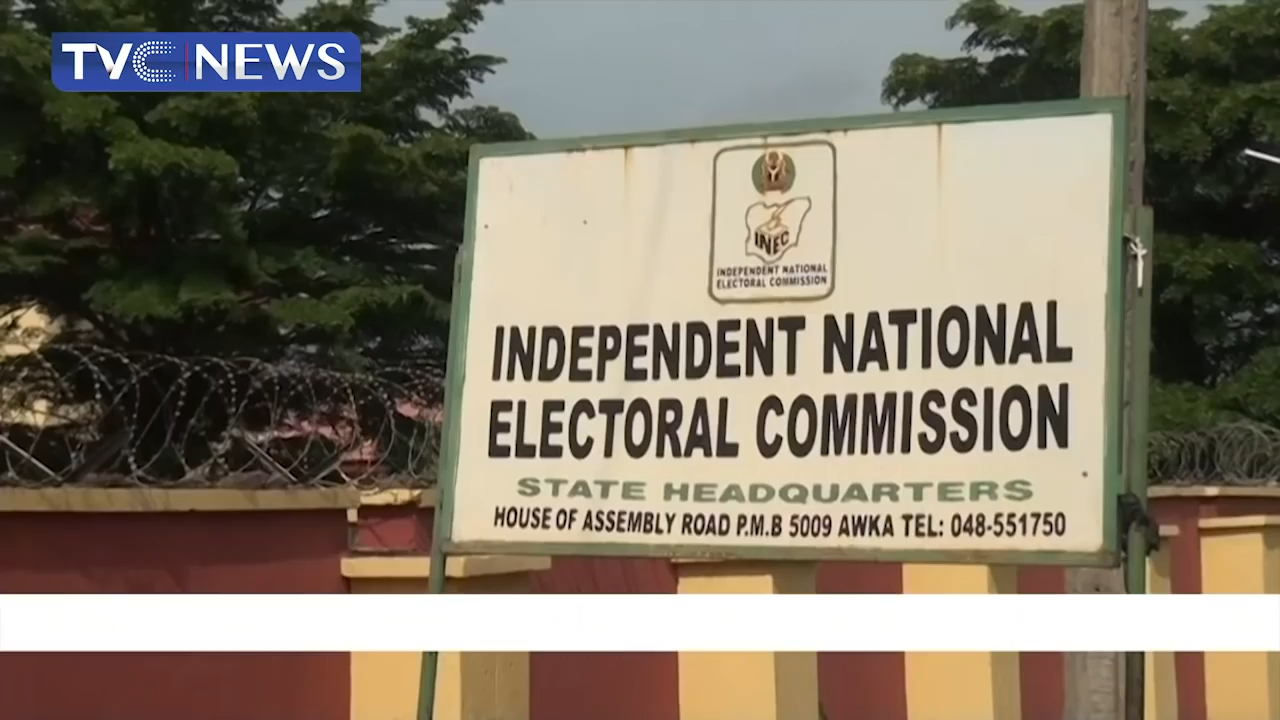 TVC NEWS
INEC
INDEPENDENT NATIONAL
ELECTORAL COMMISSION
INDEPENDENT NATIONAL
ELECTORAL COMMISSION
STATE HEADQUARTERS
HOUSE OF ASSEMBLY ROAD P.M.B 5009 AWKA TEL: 048-551750